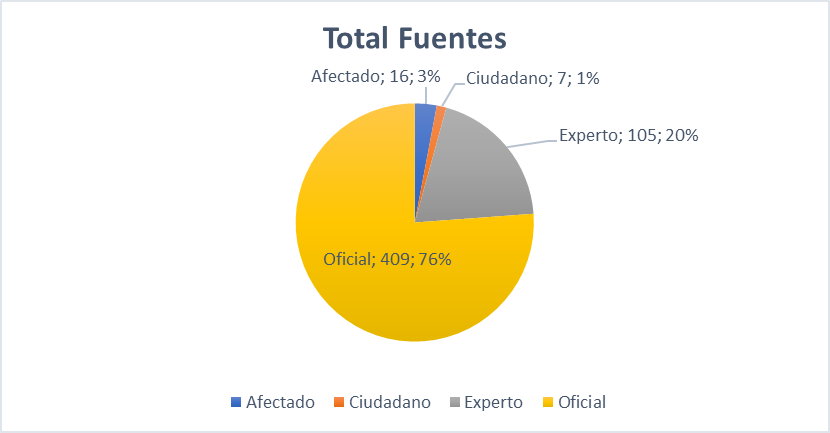 Total Fuentes
Afectado; 16; 3%
Ciudadano; 7; 1%
Experto; 105; 20%
Oficial; 409; 76%
Afectado Ciudadano Experto Oficial